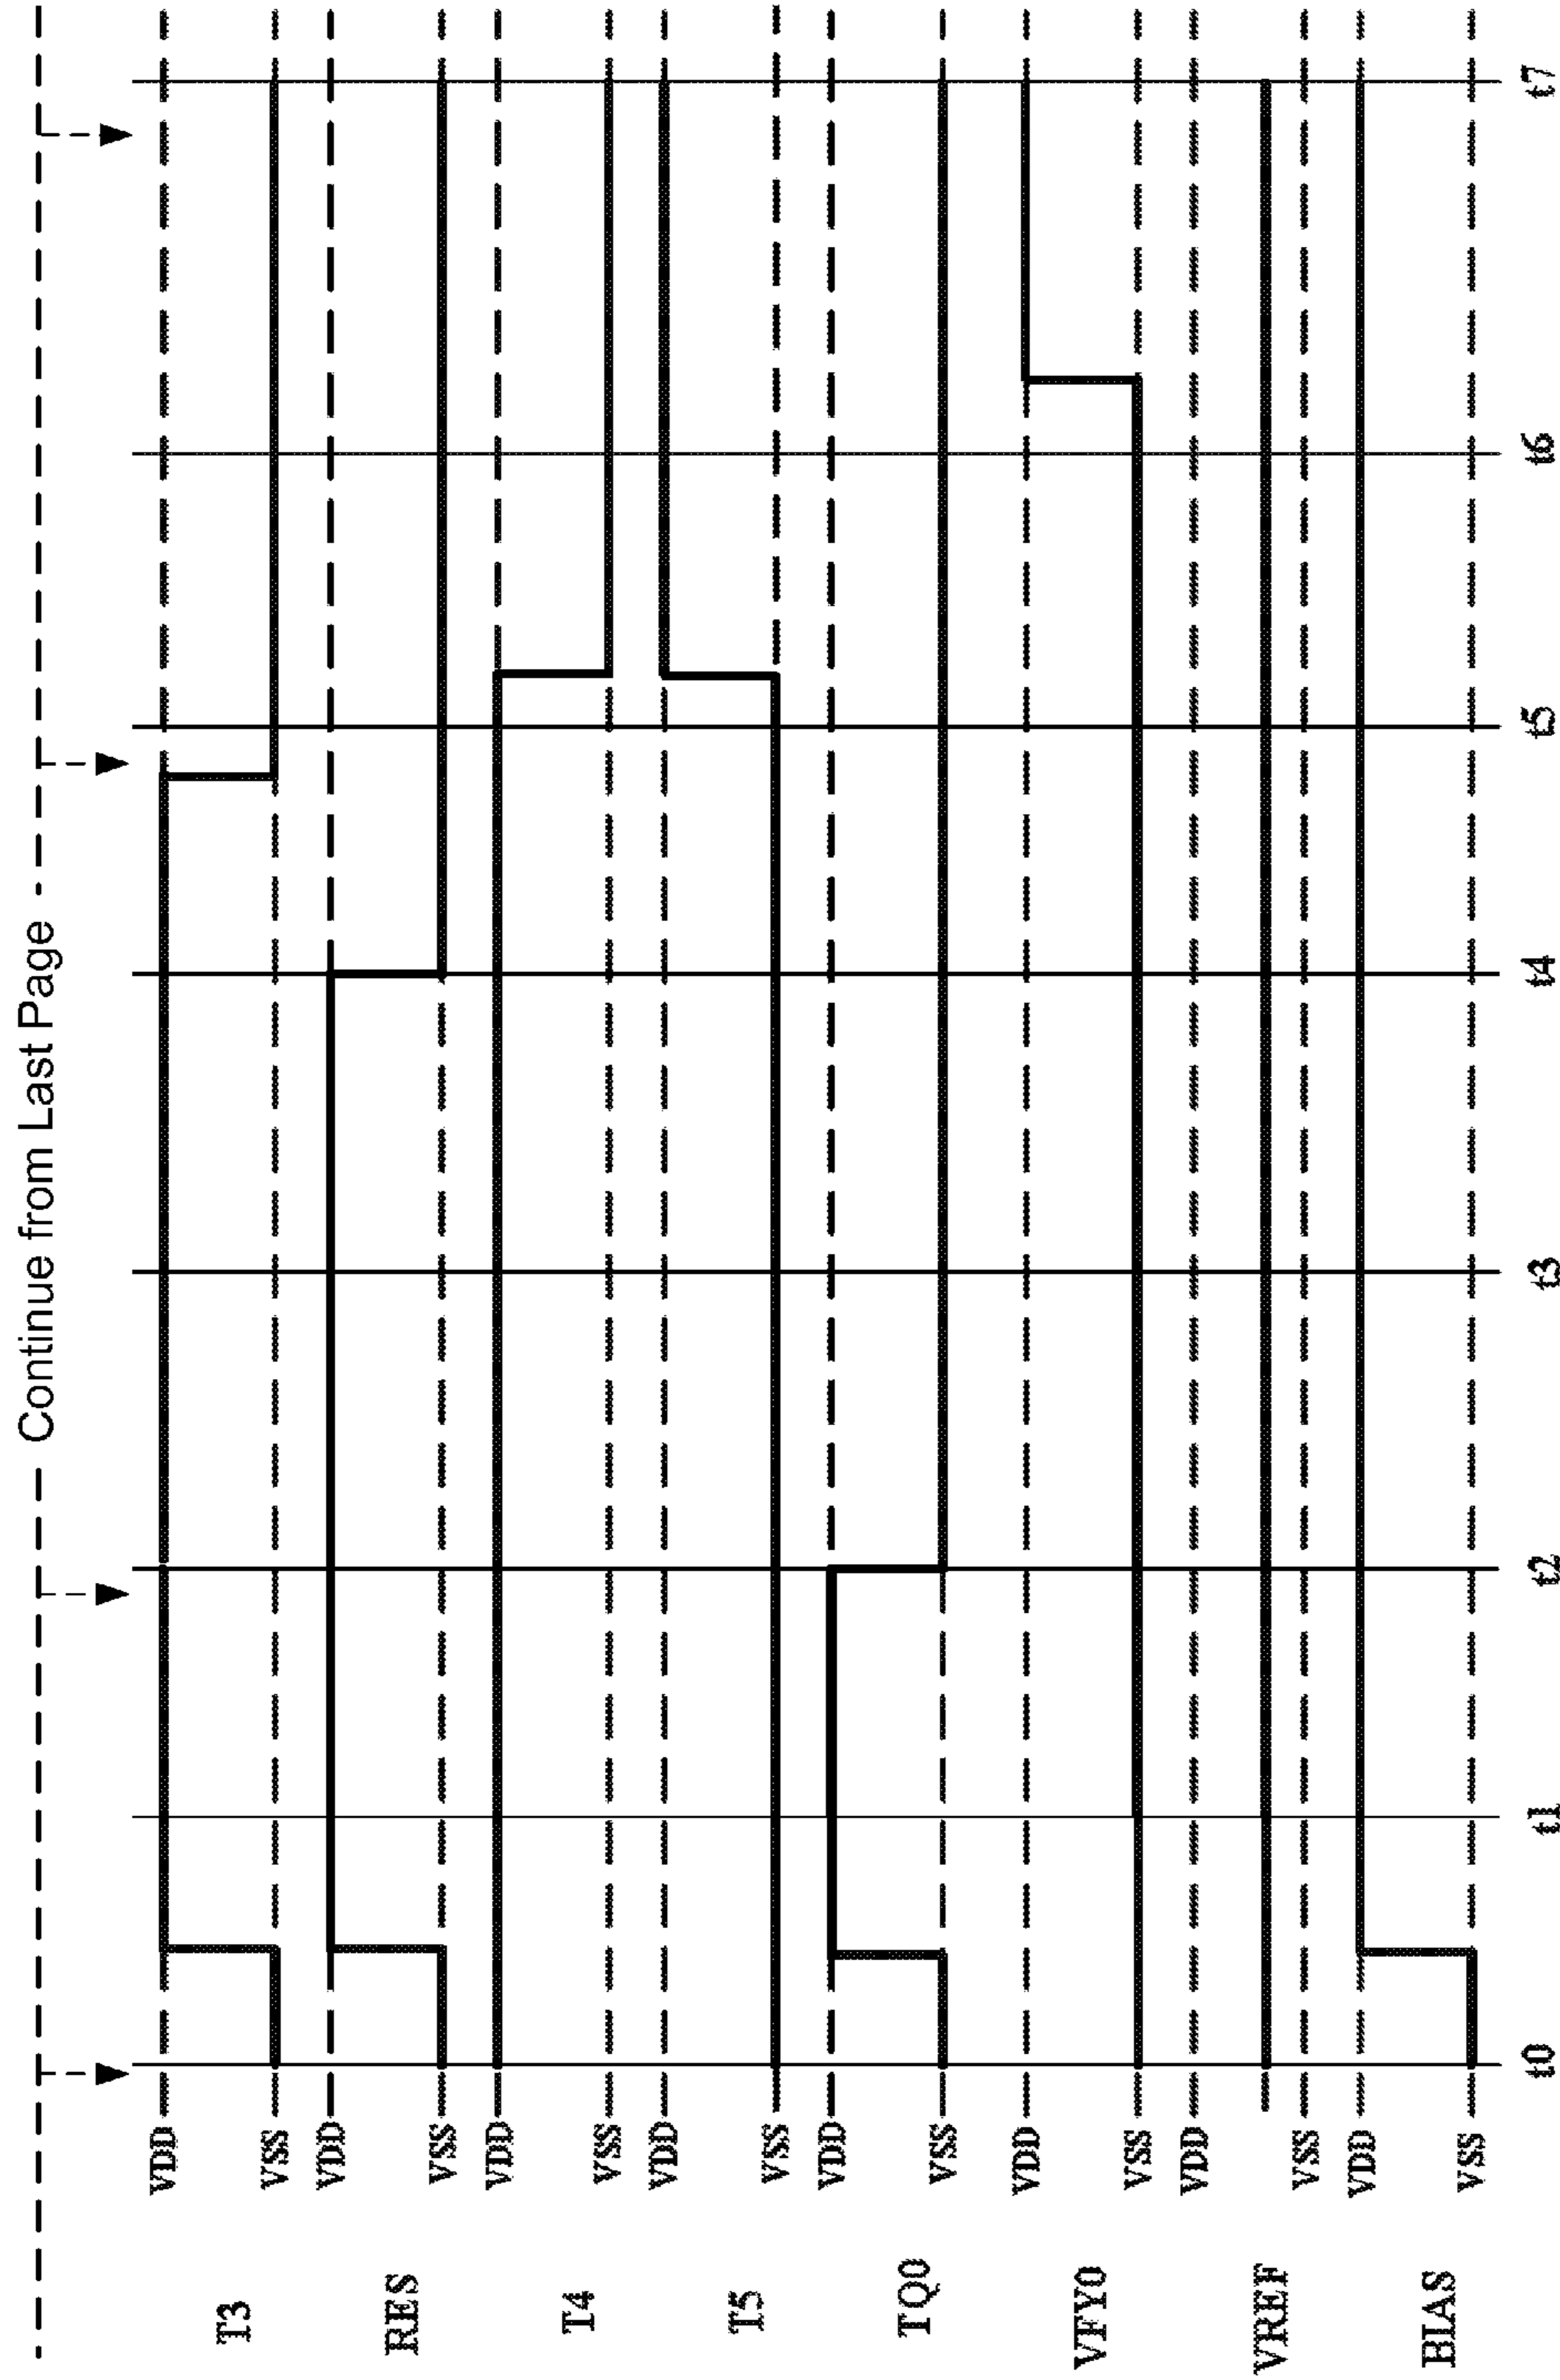 Continue from Last Page
T3
VDD
VSS
RES
VDD
VSS
T4
VDD
VSS
T5
VDD
VSS
TQ0
VDD
VSS
VFY0
VDD
VSS
VREF
VDD
VSS
BIAS
VDD
VSS
t0 t1 t2 t3 t4 t5 t6 t7